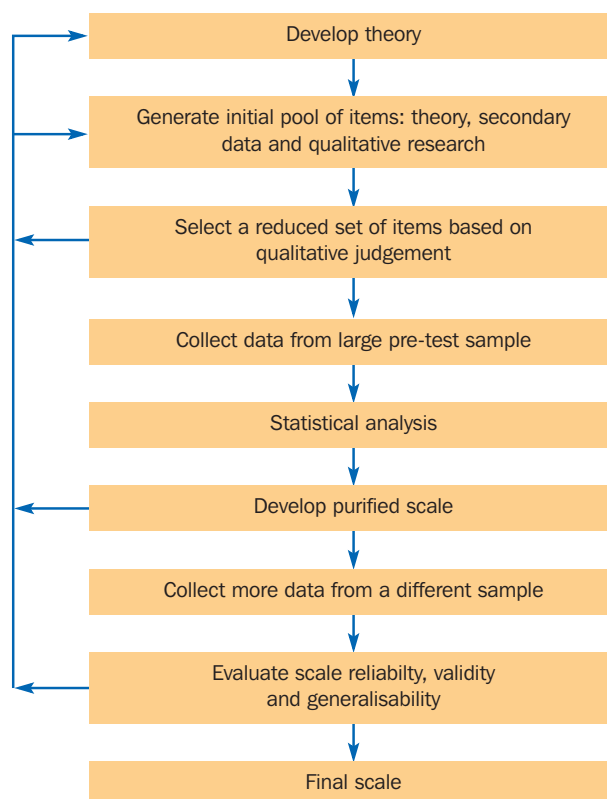 Develop theory
Generate initial pool of items: theory, secondary
data and qualitative research
Select a reduced set of items based on
qualitative judgement
Collect data from large pre-test sample
Statistical analysis
Develop purified scale
Collect more data from a different sample
Evaluate scale reliabilty, validity
and generalisability
Final scale